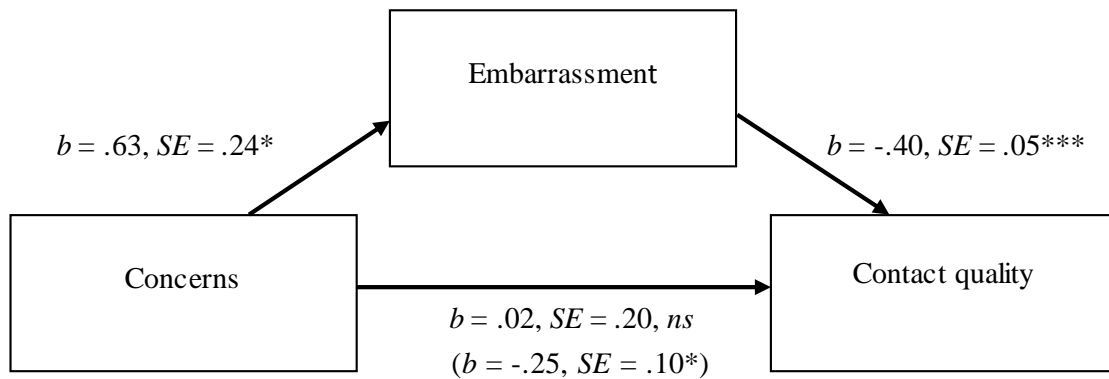 Embarrassment
b = .63, SE = .24*
b = -.40, SE = .05***
Concerns
Contact quality
b = .02, SE = .20, ns
(b = -.25, SE = .10*)